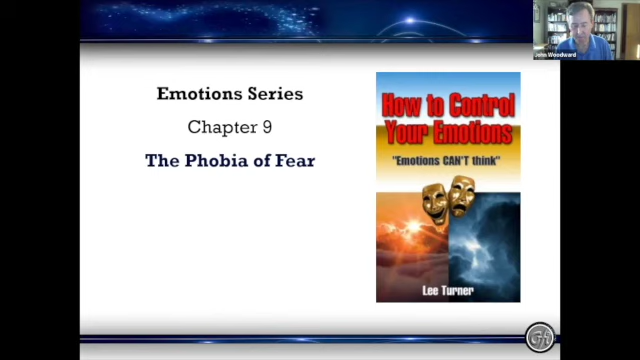 Emotions Series
Chapter 9
The Phobia of Fear
How to Control
Your Emotions
"Emotions CAN'T think"
Lee Turner
John Woodward